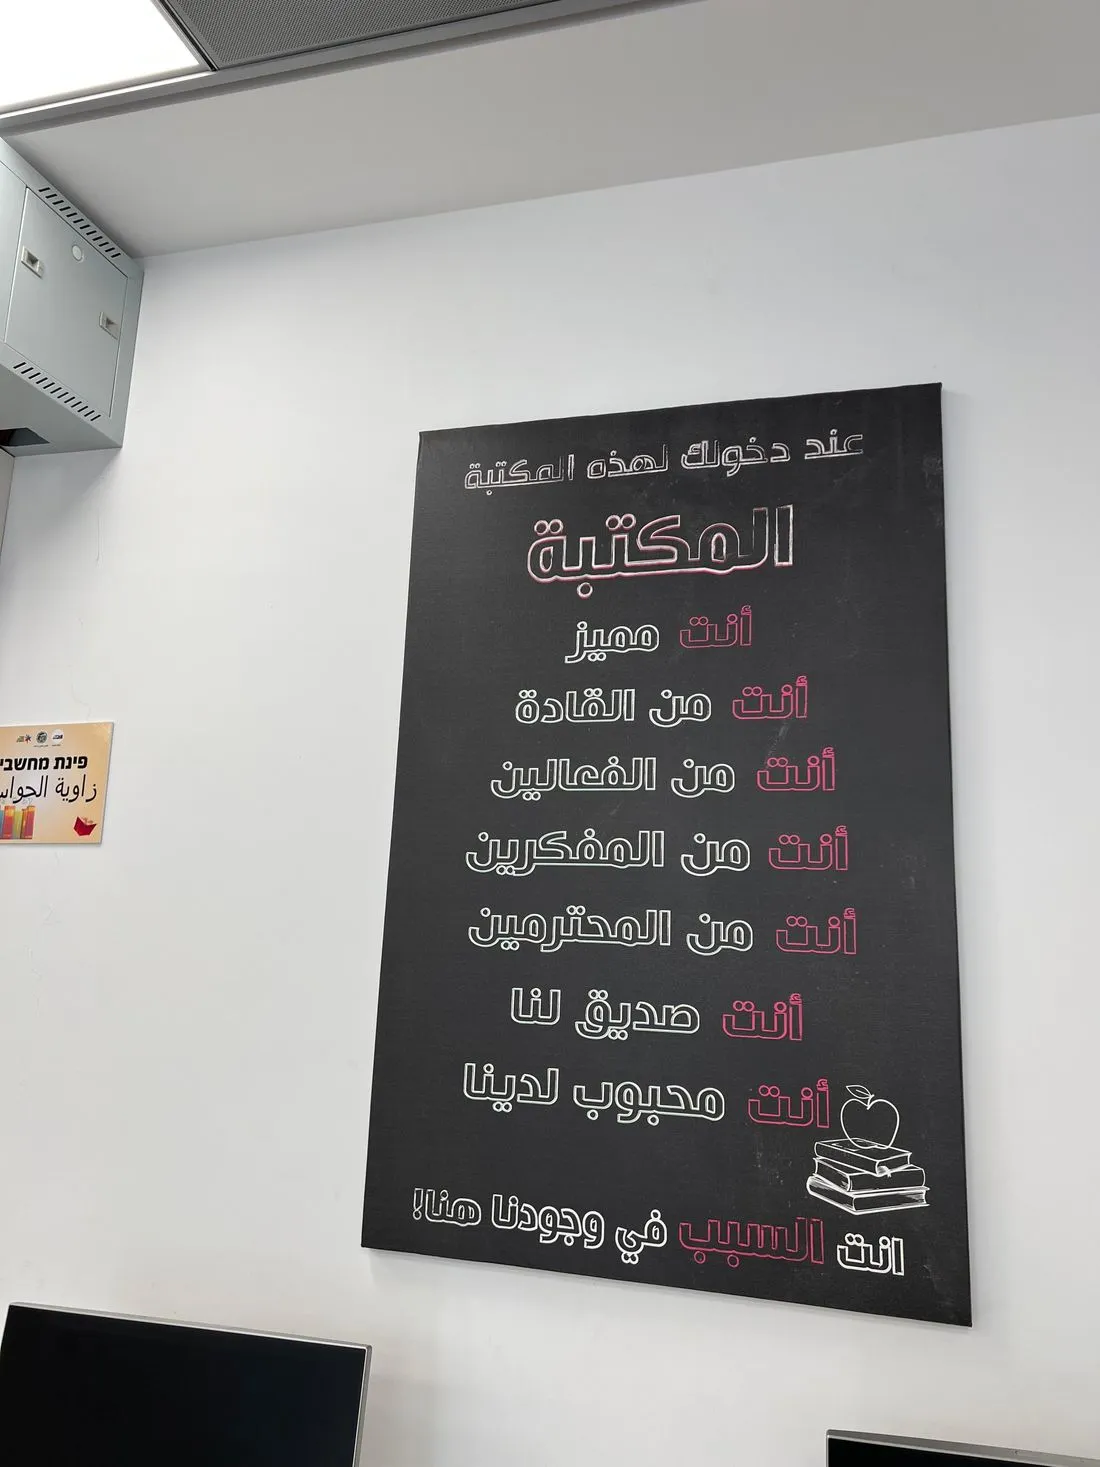 عند دخولك لهذه المكتبة
المكتبة
أنت مميز
أنت من القادة
أنت من الفعالين
أنت من المفكرين
أنت من المحترمين
أنت صديق لنا
أنت محبوب لدينا
انت السبب في وجودنا هنا!
פינת מחשבי
زاوية الحواس